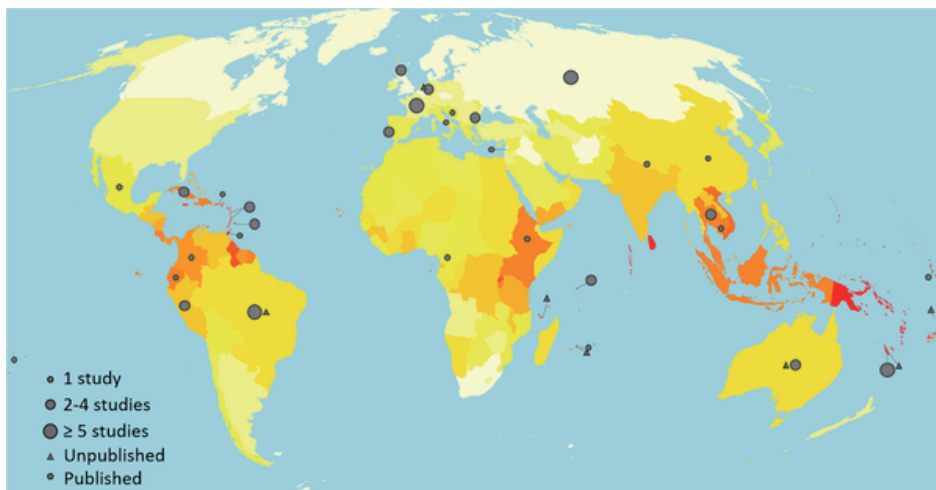 1 study
2-4 studies
≥ 5 studies
Unpublished
Published